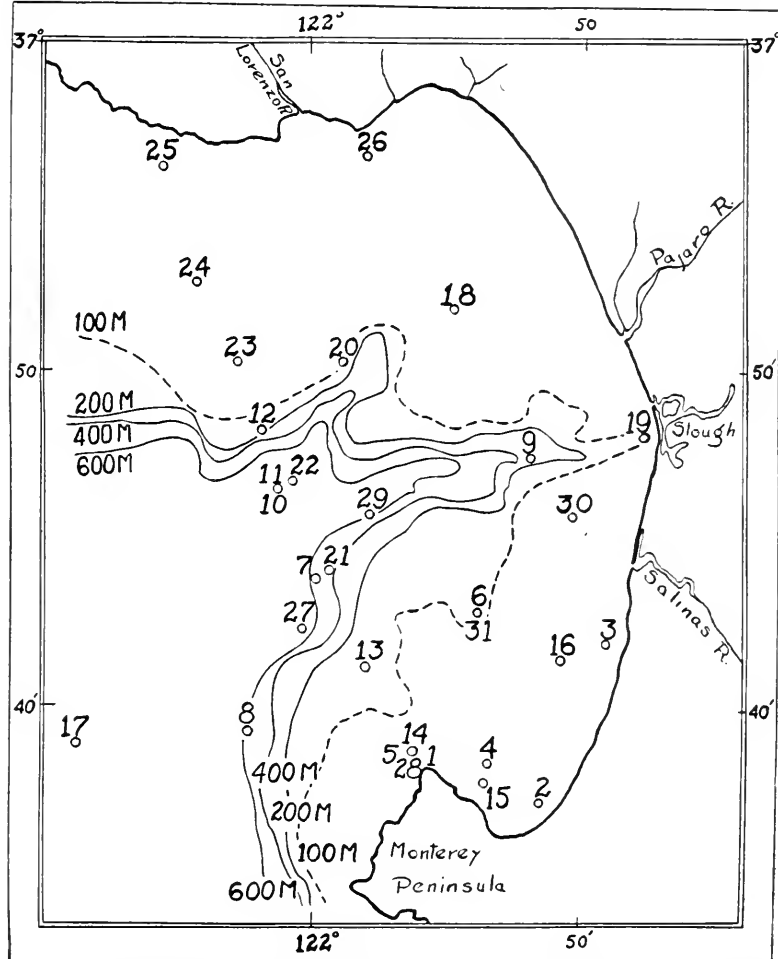 122°
50
37°
37°
San
Lorenzo R.
26
25
Pajaro R.
24
18
100 M
23
20
50'
50'
200 M
12
19
400 M
9
Slough
600 M
11
22
10
29
30
7
21
6
27
31
3
13
16
Salinas R.
40'
40'
8
17
14
5
1
4
28
400 M
15
2
200 M
100 M
Monterey
Peninsula
600 M
122°
50'